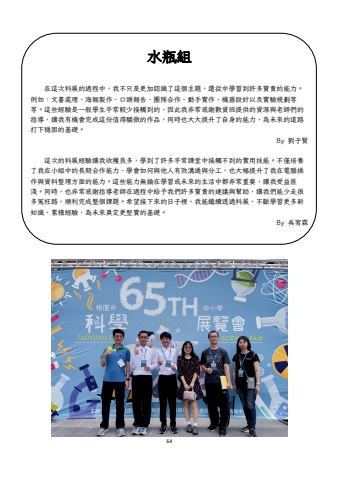 水瓶組
在這次科展的過程中，我不只是更加認識了這個主題，還從中學習到許多寶貴的能力。
例如：文書處理、海報製作、口頭報告、團隊合作、動手實作、機器設計以及實驗規劃等
等。這些經驗是一般學生平常較少接觸到的，因此我非常感謝數資班提供的資源與老師們的
指導，讓我有機會完成這份值得驕傲的作品，同時也大大提升了自身的能力，為未來的道路
打下穩固的基礎。
By 劉子賢
這次的科展經驗讓我收穫良多，學到了許多平常課堂中接觸不到的實用技能。不僅培養
了我在小組中的長期合作能力，學會如何與他人有效溝通與分工，也大幅提升了我在電腦操
作與資料整理方面的能力。這些能力無論在學習或未來的生活中都非常重要，讓我受益匪
淺。同時，也非常感謝指導老師在過程中給予我們許多寶貴的建議與幫助，讓我們能少走很
多冤枉路，順利完成整個課題。希望接下來的日子裡，我能繼續透過科展，不斷學習更多新
知識，累積經驗，為未來奠定更堅實的基礎。
By 吳宥霖
65TH
桃園市 中小學
科學 展覽會
TAOYUAN
64